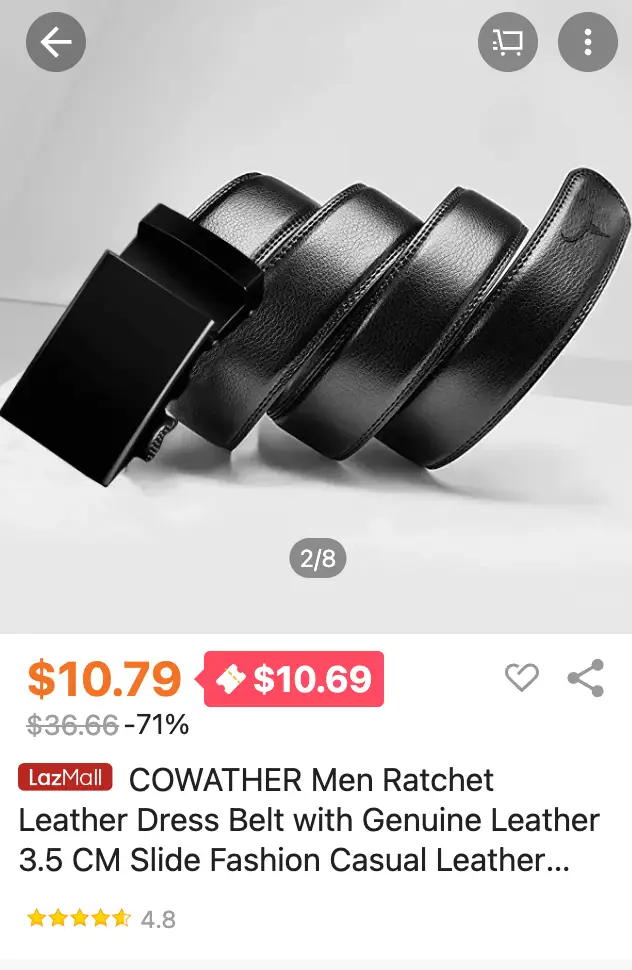 2/8
$10.79 $10.69
$36.66 -71%
LazMall COWATHER Men Ratchet
Leather Dress Belt with Genuine Leather
3.5 CM Slide Fashion Casual Leather...
4.8